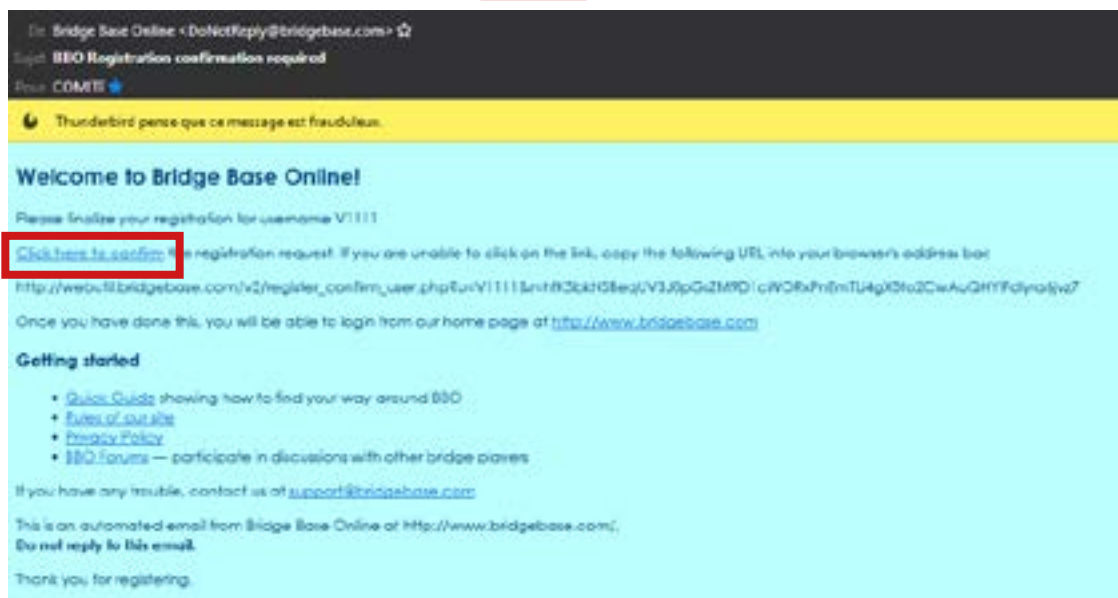 De Bridge Base Online <DoNotReply@bridgebase.com>
Sujet BBO Registration confirmation required
Pour COMITE
Thunderbird pense que ce message est frauduleux.
Welcome to Bridge Base Online!
Please finalize your registration for username V1111
Click here to confirm the registration request. If you are unable to click on the link, copy the following URL into your browser's address bar:
Once you have done this, you will be able to login from our home page at http://www.bridgebase.com
Getting started
• Quick Guide showing how to find your way around BBO
• Rules of our site
• Privacy Policy
• BBO Forums — participate in discussions with other bridge players
If you have any trouble, contact us at support@bridgebase.com
This is an automated email from Bridge Base Online at http://www.bridgebase.com/.
Do not reply to this email.
Thank you for registering.